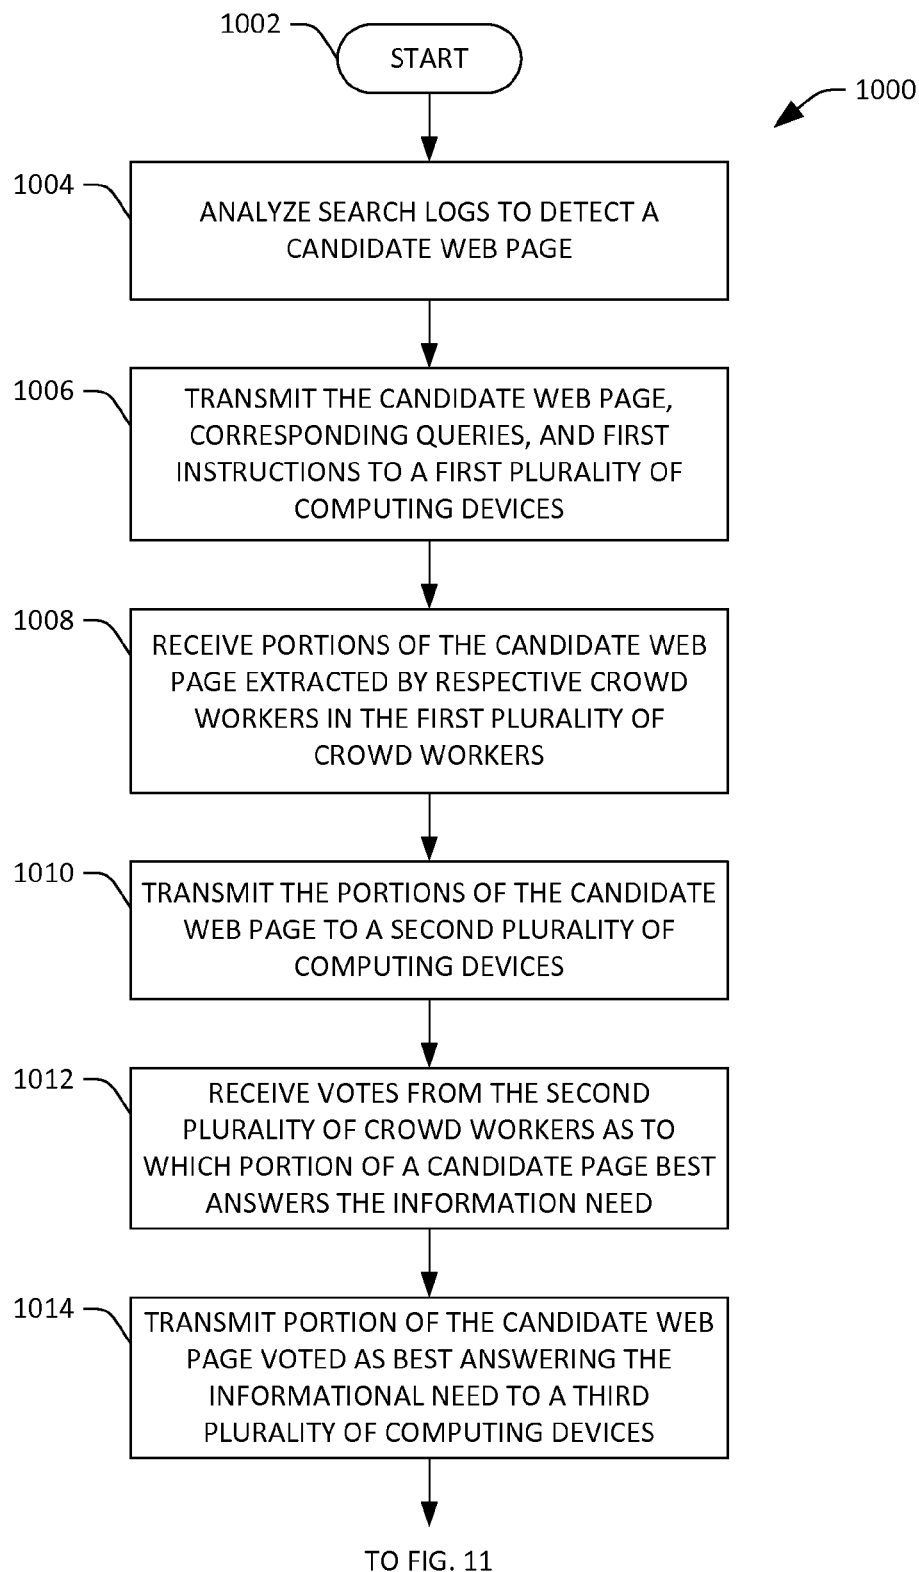 1002
START
1000
1004
ANALYZE SEARCH LOGS TO DETECT A
CANDIDATE WEB PAGE
1006
TRANSMIT THE CANDIDATE WEB PAGE,
CORRESPONDING QUERIES, AND FIRST
INSTRUCTIONS TO A FIRST PLURALITY OF
COMPUTING DEVICES
1008
RECEIVE PORTIONS OF THE CANDIDATE WEB
PAGE EXTRACTED BY RESPECTIVE CROWD
WORKERS IN THE FIRST PLURALITY OF
CROWD WORKERS
1010
TRANSMIT THE PORTIONS OF THE CANDIDATE
WEB PAGE TO A SECOND PLURALITY OF
COMPUTING DEVICES
1012
RECEIVE VOTES FROM THE SECOND
PLURALITY OF CROWD WORKERS AS TO
WHICH PORTION OF A CANDIDATE PAGE BEST
ANSWERS THE INFORMATION NEED
1014
TRANSMIT PORTION OF THE CANDIDATE WEB
PAGE VOTED AS BEST ANSWERING THE
INFORMATIONAL NEED TO A THIRD
PLURALITY OF COMPUTING DEVICES
TO FIG. 11